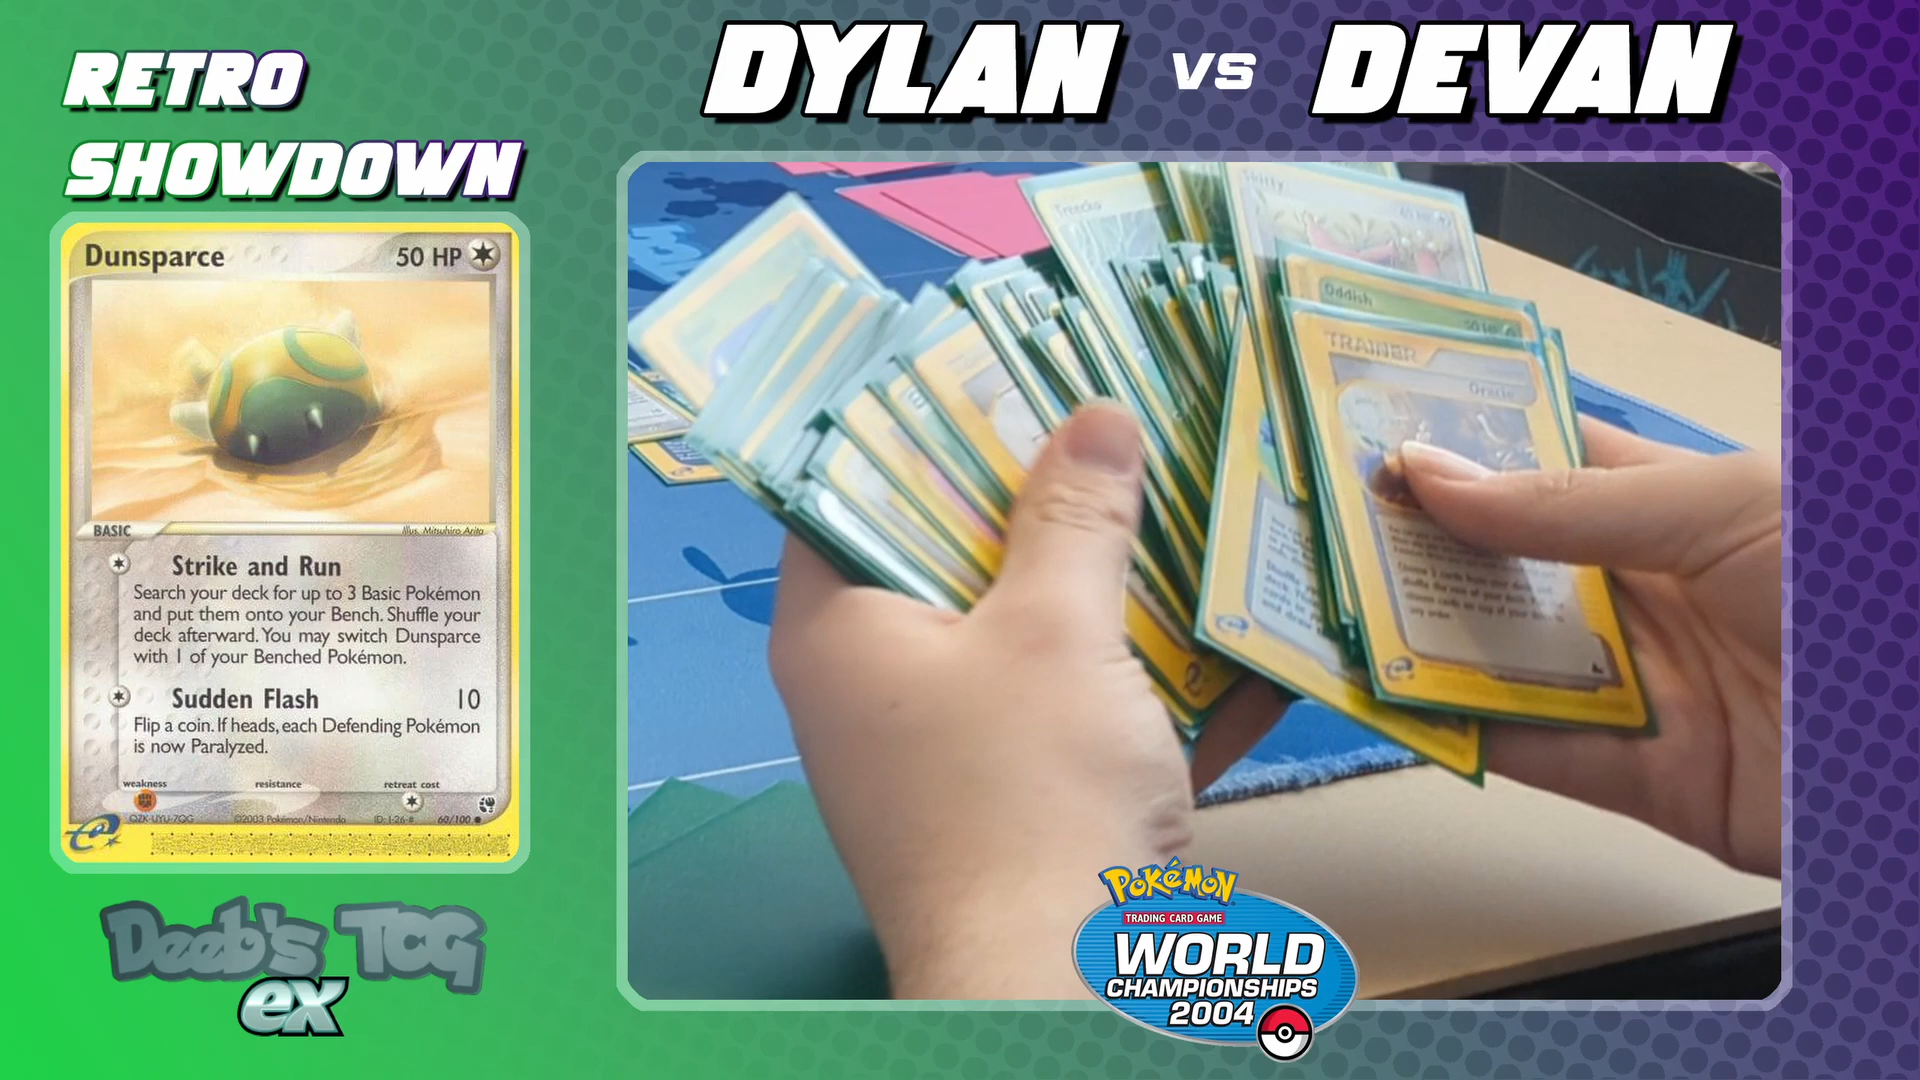 RETRO
SHOWDOWN
DYLAN VS DEVAN
Dunsparce 50 HP
BASIC
Illus. Mitsuhiro Arita
Strike and Run
Search your deck for up to 3 Basic Pokémon
and put them onto your Bench. Shuffle your
deck afterward. You may switch Dunsparce
with 1 of your Benched Pokémon.
Sudden Flash 10
Flip a coin. If heads, each Defending Pokémon
is now Paralyzed.
weakness resistance retreat cost
©2003 Pokémon/Nintendo
60/100
Deeb's TCG
ex
Treecko
Skitty
Oddish
50 HP
TRAINER
Oracle
POKÉMON
TRADING CARD GAME
WORLD
CHAMPIONSHIPS
2004